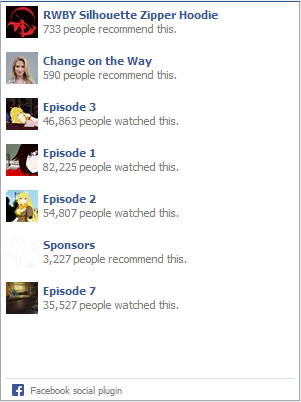 RWBY Silhouette Zipper Hoodie
733 people recommend this.
Change on the Way
590 people recommend this.
Episode 3
46,863 people watched this.
Episode 1
82,225 people watched this.
Episode 2
54,807 people watched this.
Sponsors
3,227 people recommend this.
Episode 7
35,527 people watched this.
Facebook social plugin